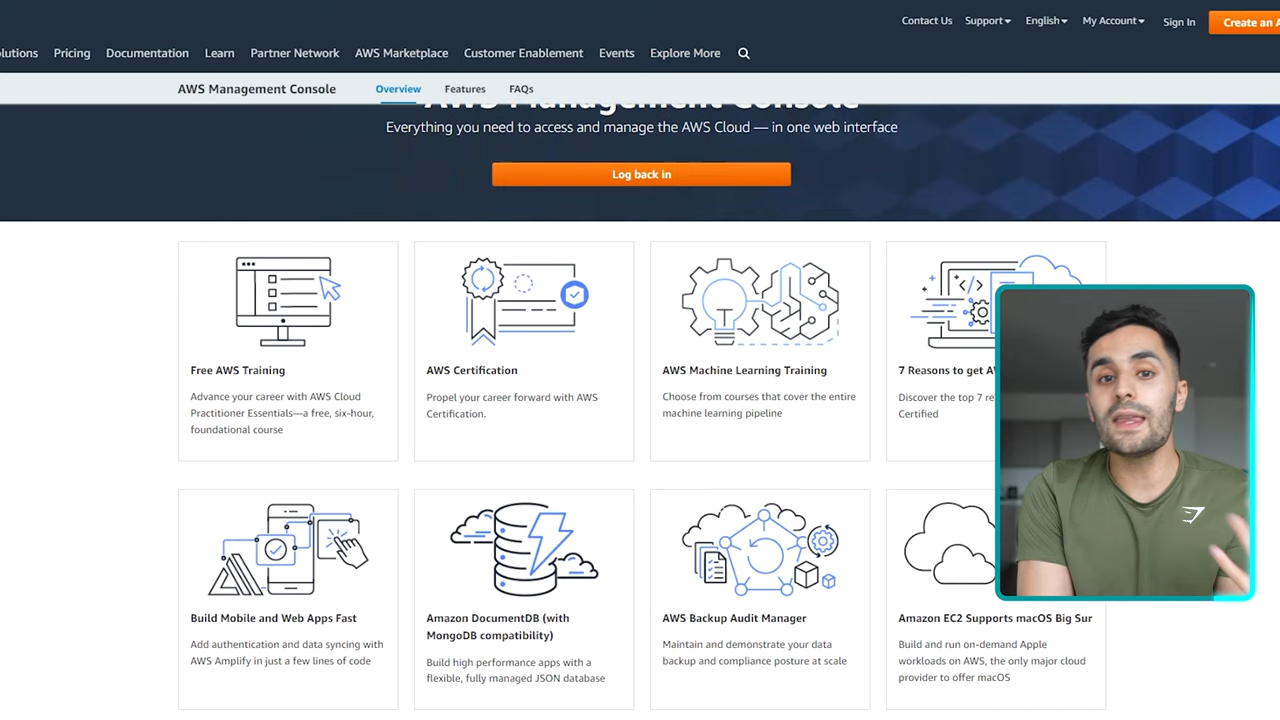 Contact Us Support English My Account Sign In Create an
Pricing Documentation Learn Partner Network AWS Marketplace Customer Enablement Events Explore More
AWS Management Console Overview Features FAQs
AWS Management Console
Everything you need to access and manage the AWS Cloud — in one web interface
Log back in
Free AWS Training
Advance your career with AWS Cloud
Practitioner Essentials—a free, six-hour,
foundational course
AWS Certification
Propel your career forward with AWS
Certification.
AWS Machine Learning Training
Choose from courses that cover the entire
machine learning pipeline
7 Reasons to get
Discover the top 7
Certified
Build Mobile and Web Apps Fast
Add authentication and data syncing with
AWS Amplify in just a few lines of code
Amazon DocumentDB (with
MongoDB compatibility)
Build high performance apps with a
flexible, fully managed JSON database
AWS Backup Audit Manager
Maintain and demonstrate your data
backup and compliance posture at scale
Amazon EC2 Supports macOS Big Sur
Build and run on-demand Apple
workloads on AWS, the only major cloud
provider to offer macOS